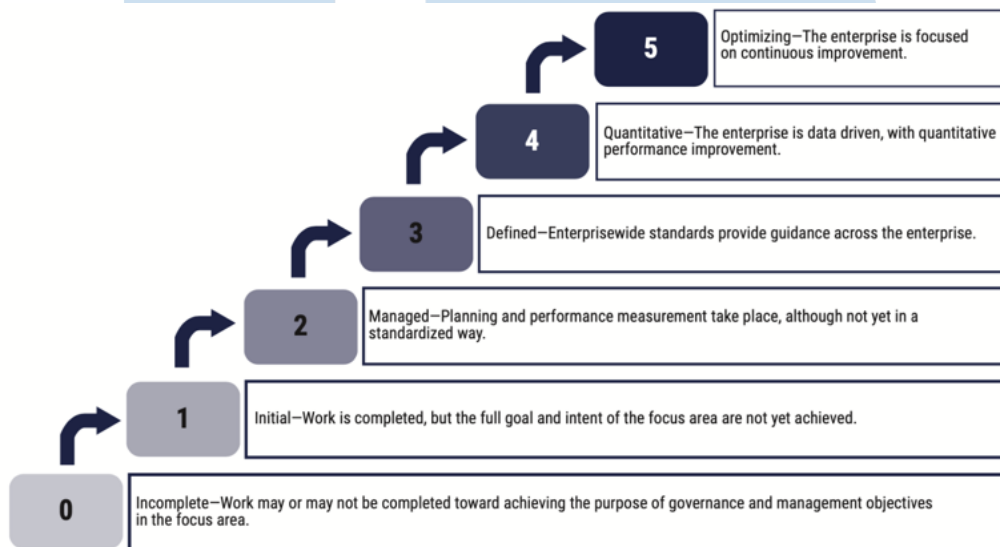 5
Optimizing—The enterprise is focused
on continuous improvement.
4
Quantitative—The enterprise is data driven, with quantitative
performance improvement.
3
Defined—Enterprisewide standards provide guidance across the enterprise.
2
Managed—Planning and performance measurement take place, although not yet in a
standardized way.
1
Initial—Work is completed, but the full goal and intent of the focus area are not yet achieved.
0
Incomplete—Work may or may not be completed toward achieving the purpose of governance and management objectives
in the focus area.